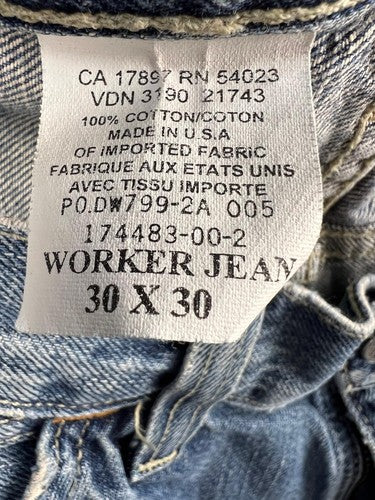 CA 17897 RN 54023
VDN 3190 21743
100% COTTON/COTON
MADE IN U.S.A
OF IMPORTED FABRIC
FABRIQUE AUX ETATS UNIS
AVEC TISSU IMPORTE
P.O.DW799-2A 005
174483-00-2
WORKER JEAN
30 X 30